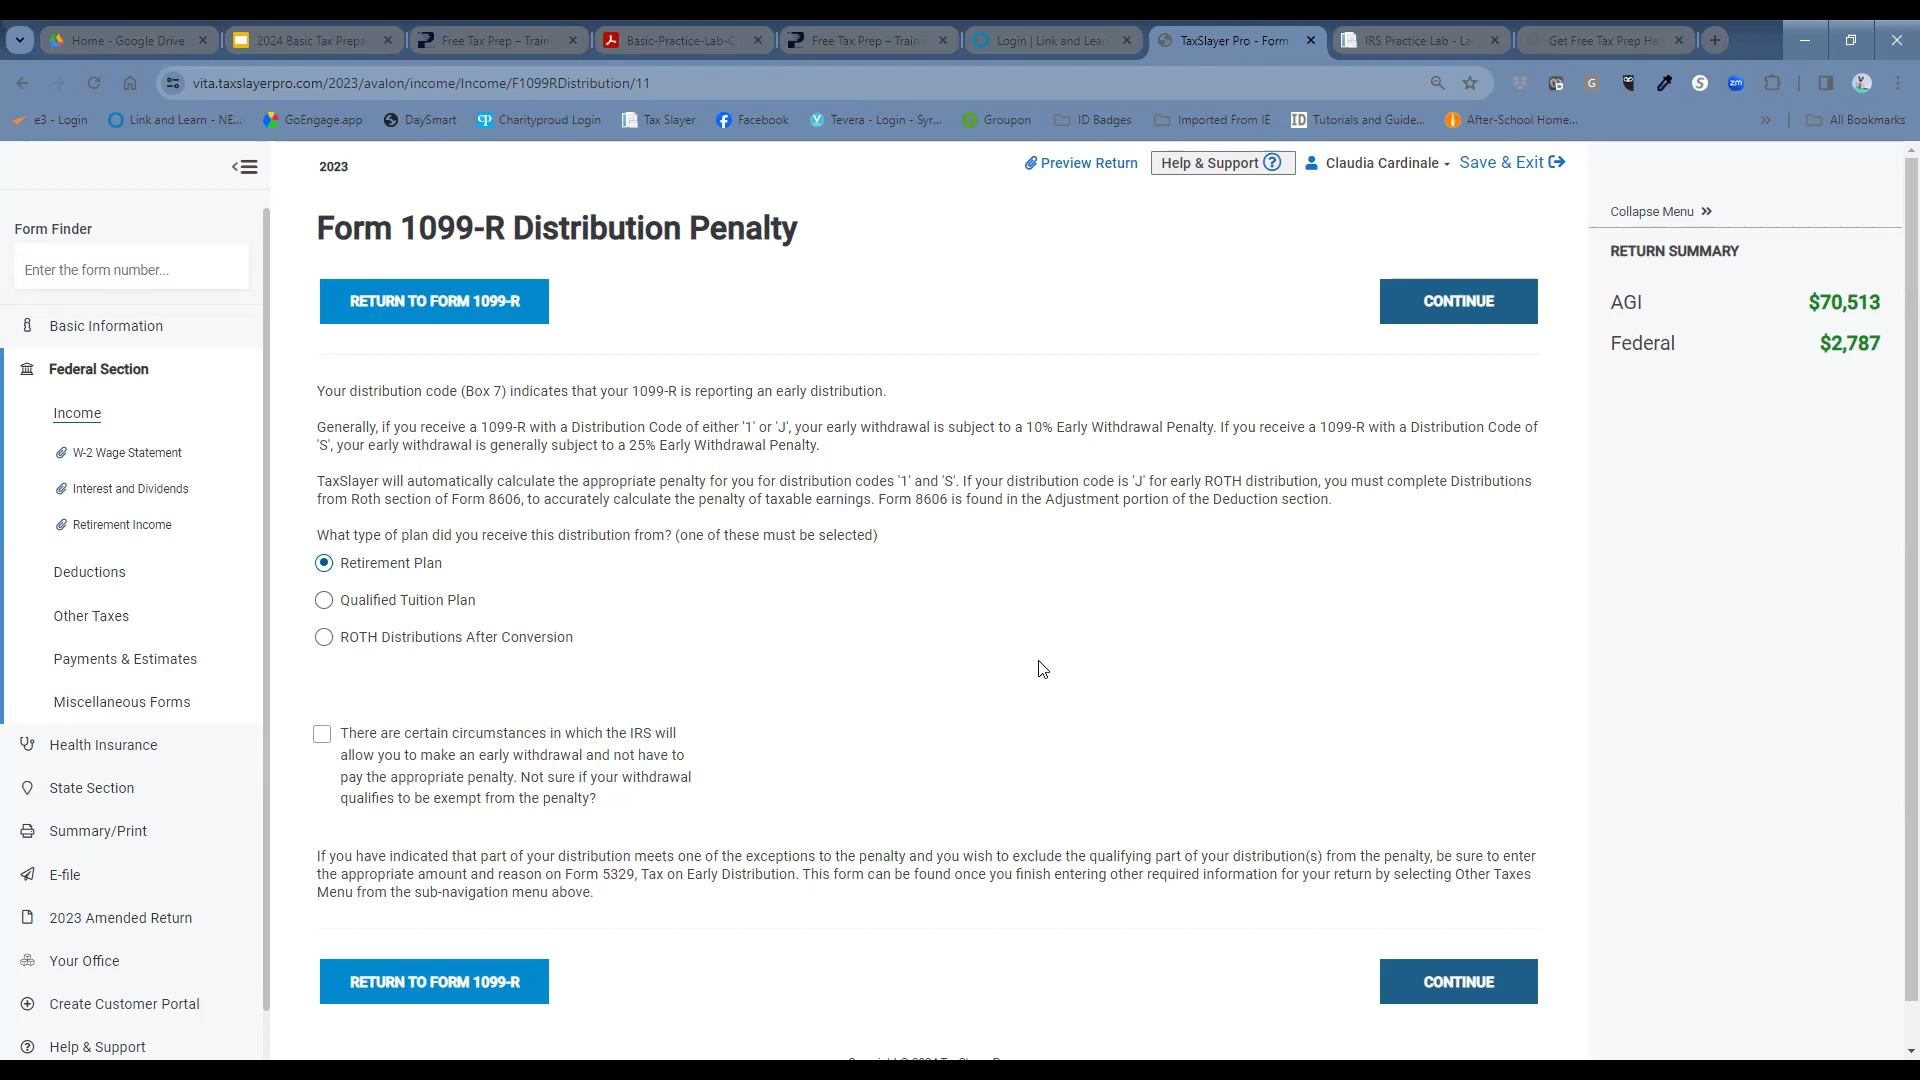 Home - Google Drive
2024 Basic Tax Prepa
Free Tax Prep – Train
Basic-Practice-Lab-C
Free Tax Prep – Train
Login | Link and Lea
TaxSlayer Pro - Form
IRS Practice Lab - La
Get Free Tax Prep He
vita.taxslayerpro.com/2023/avalon/income/Income/F1099RDistribution/11
e3 - Login
Link and Learn - NE...
GoEngage.app
DaySmart
Charityproud Login
Tax Slayer
Facebook
Tevera - Login - Syr...
Groupon
ID Badges
Imported From IE
Tutorials and Guide...
After-School Home...
All Bookmarks
2023
Preview Return
Help & Support
Claudia Cardinale
Save & Exit
Form Finder
Enter the form number...
Basic Information
Federal Section
Income
W-2 Wage Statement
Interest and Dividends
Retirement Income
Deductions
Other Taxes
Payments & Estimates
Miscellaneous Forms
Health Insurance
State Section
Summary/Print
E-file
2023 Amended Return
Your Office
Create Customer Portal
Help & Support
Form 1099-R Distribution Penalty
RETURN TO FORM 1099-R
CONTINUE
Your distribution code (Box 7) indicates that your 1099-R is reporting an early distribution.
Generally, if you receive a 1099-R with a Distribution Code of either '1' or 'J', your early withdrawal is subject to a 10% Early Withdrawal Penalty. If you receive a 1099-R with a Distribution Code of
'S', your early withdrawal is generally subject to a 25% Early Withdrawal Penalty.
TaxSlayer will automatically calculate the appropriate penalty for you for distribution codes '1' and 'S'. If your distribution code is 'J' for early ROTH distribution, you must complete Distributions
from Roth section of Form 8606, to accurately calculate the penalty of taxable earnings. Form 8606 is found in the Adjustment portion of the Deduction section.
What type of plan did you receive this distribution from? (one of these must be selected)
Retirement Plan
Qualified Tuition Plan
ROTH Distributions After Conversion
There are certain circumstances in which the IRS will
allow you to make an early withdrawal and not have to
pay the appropriate penalty. Not sure if your withdrawal
qualifies to be exempt from the penalty?
If you have indicated that part of your distribution meets one of the exceptions to the penalty and you wish to exclude the qualifying part of your distribution(s) from the penalty, be sure to enter
the appropriate amount and reason on Form 5329, Tax on Early Distribution. This form can be found once you finish entering other required information for your return by selecting Other Taxes
Menu from the sub-navigation menu above.
RETURN TO FORM 1099-R
CONTINUE
Collapse Menu
RETURN SUMMARY
AGI $70,513
Federal $2,787